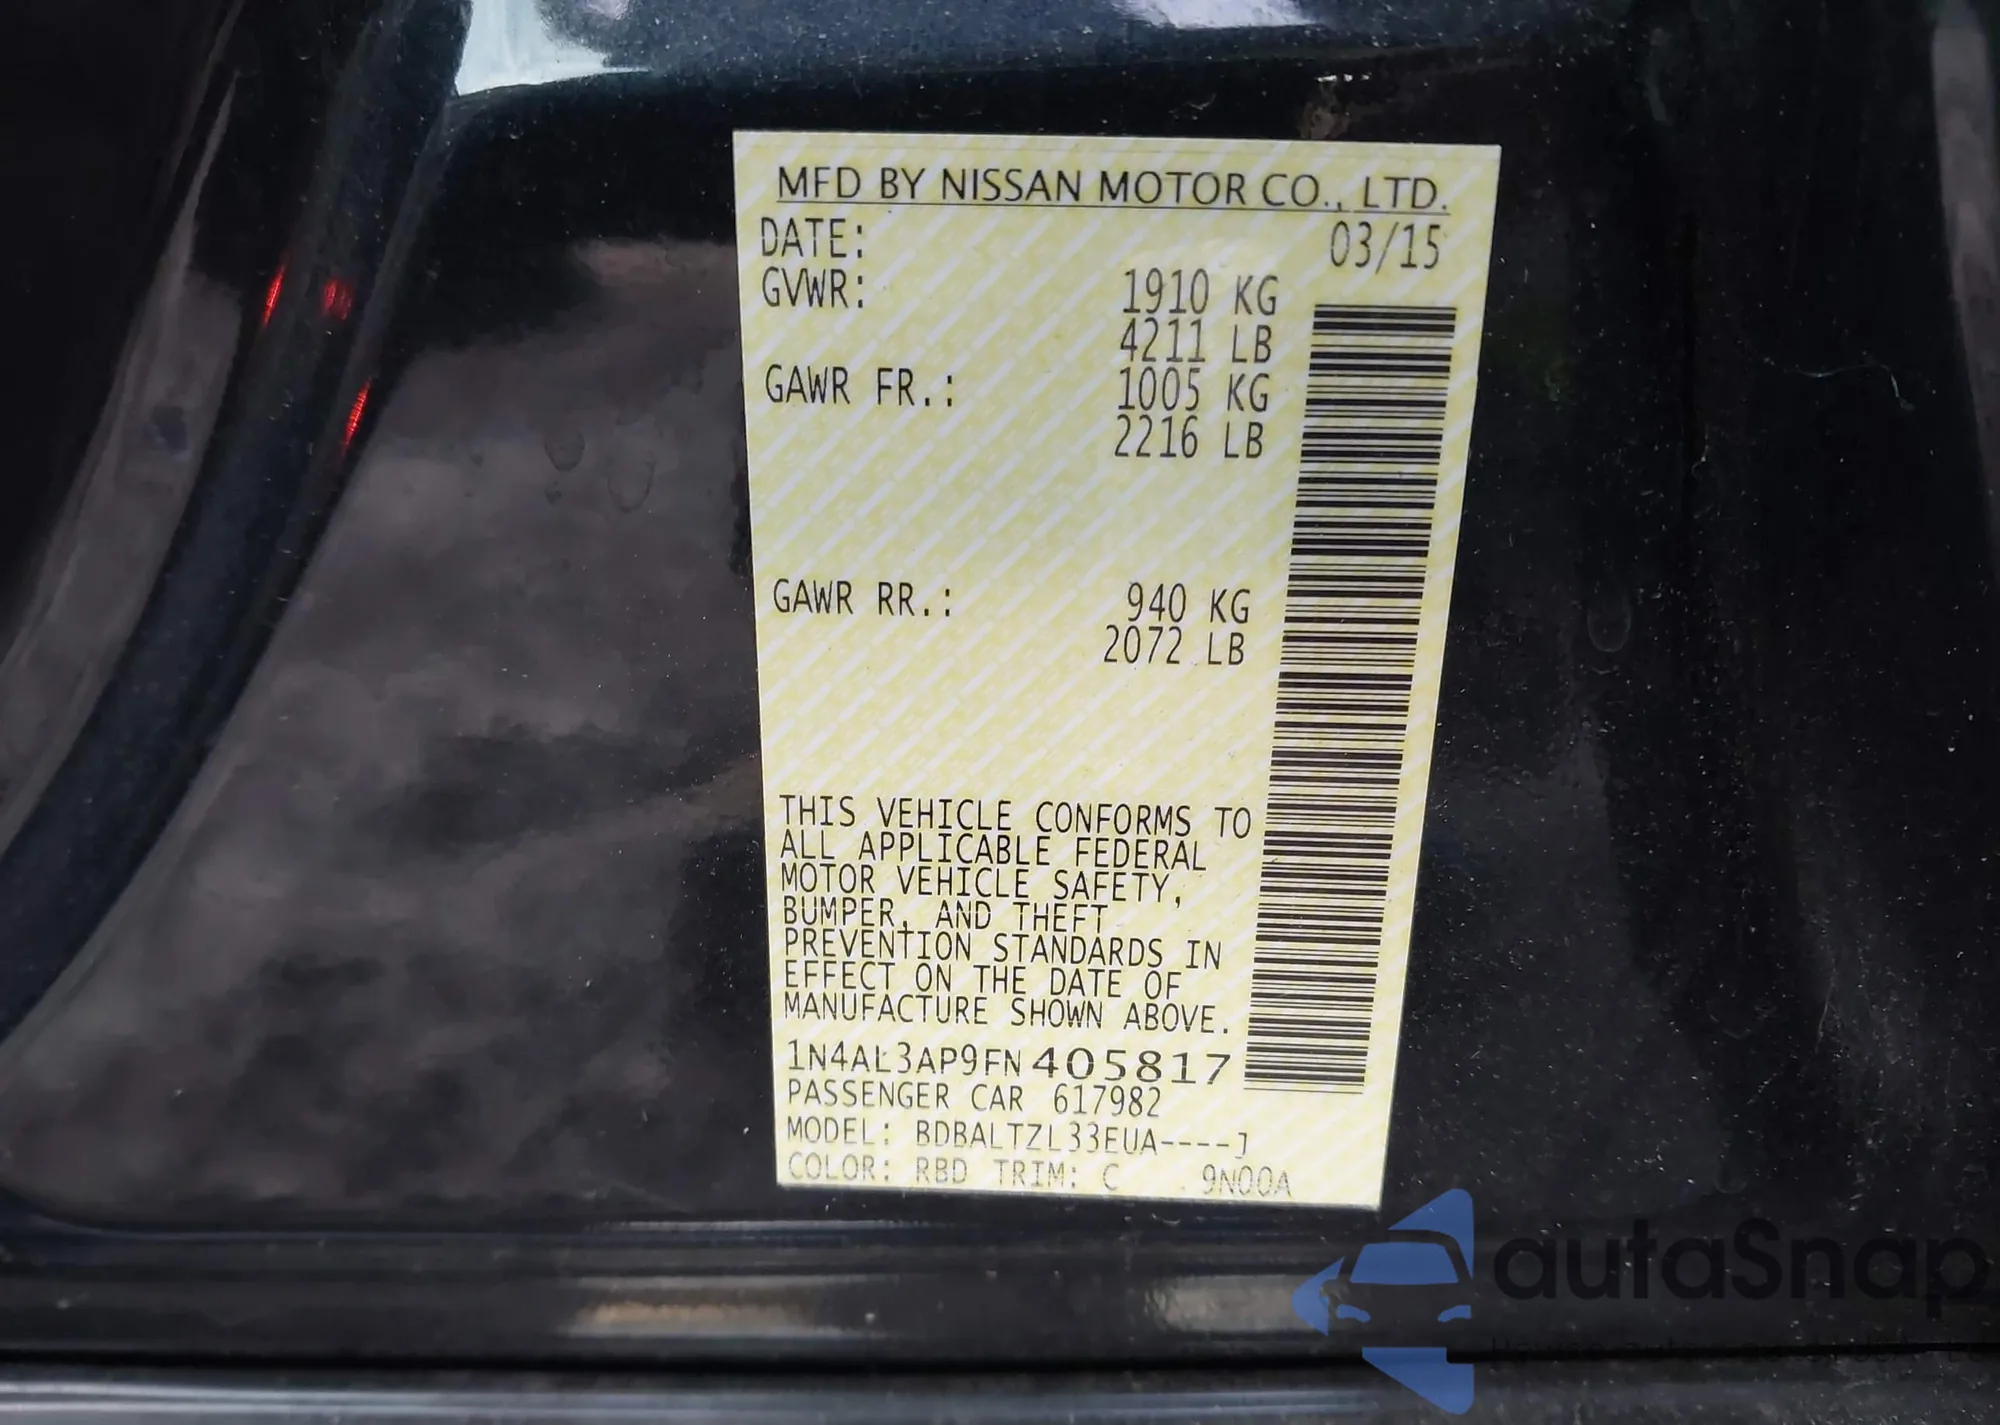 MFD BY NISSAN MOTOR CO., LTD.
DATE: 03/15
GVWR: 1910 KG
4211 LB
GAWR FR.: 1005 KG
2216 LB
GAWR RR.: 940 KG
2072 LB
THIS VEHICLE CONFORMS TO
ALL APPLICABLE FEDERAL
MOTOR VEHICLE SAFETY,
BUMPER, AND THEFT
PREVENTION STANDARDS IN
EFFECT ON THE DATE OF
MANUFACTURE SHOWN ABOVE.
1N4AL3AP9FN405817
PASSENGER CAR 617982
MODEL: BDBALTZL33EUA----J
COLOR: RBD TRIM: C 9N00A
autaSnap